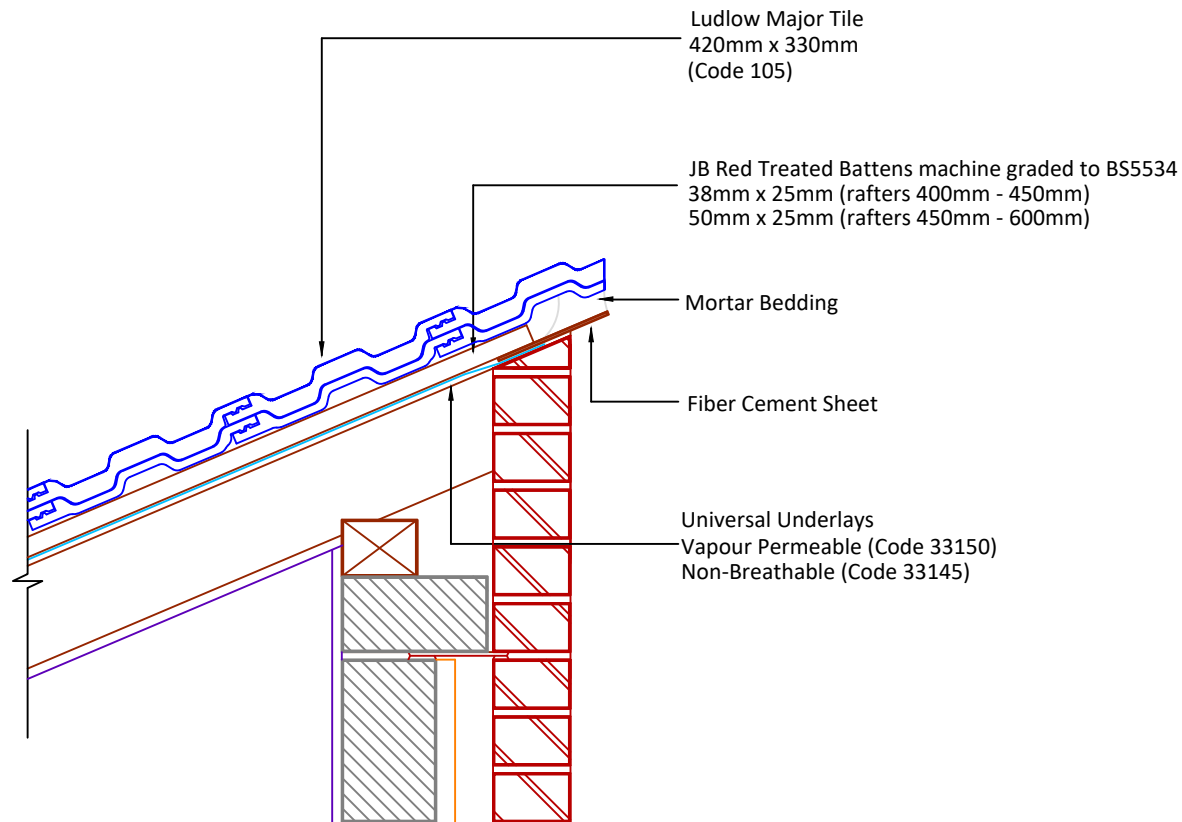 Ludlow Major Tile
420mm x 330mm
(Code 105)
JB Red Treated Battens machine graded to BS5534
38mm x 25mm (rafters 400mm - 450mm)
50mm x 25mm (rafters 450mm - 600mm)
Mortar Bedding
Fiber Cement Sheet
Universal Underlays
Vapour Permeable (Code 33150)
Non-Breathable (Code 33145)